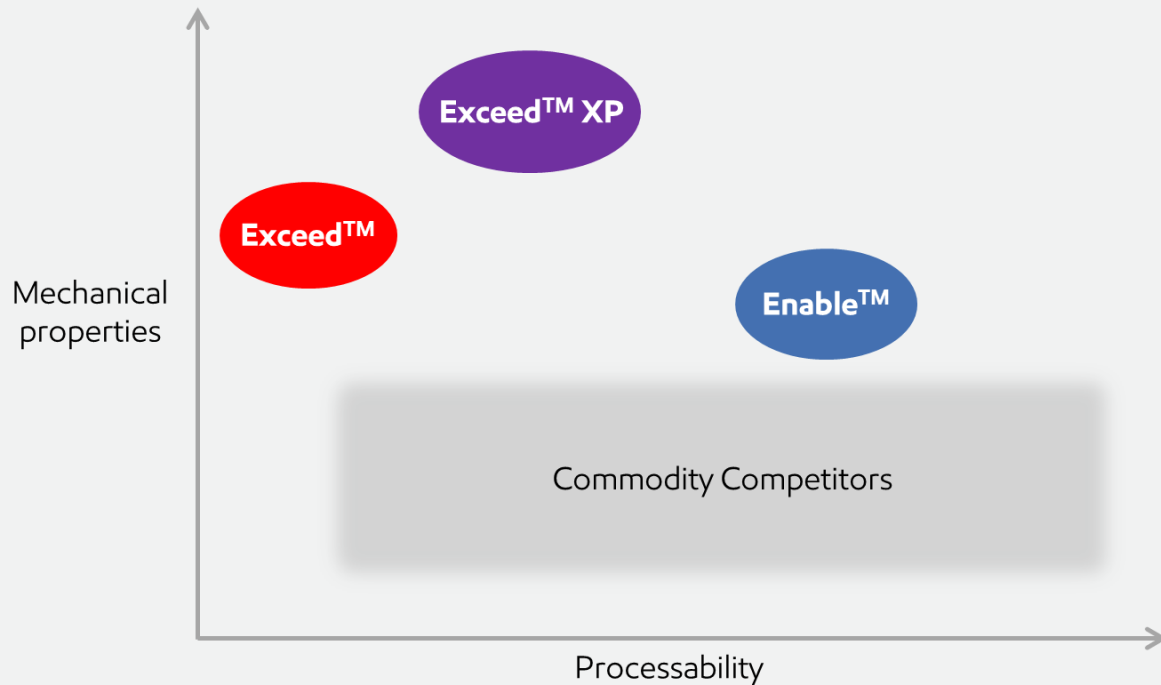 Exceed™ XP
Exceed™
Enable™
Mechanical
properties
Commodity Competitors
Processability